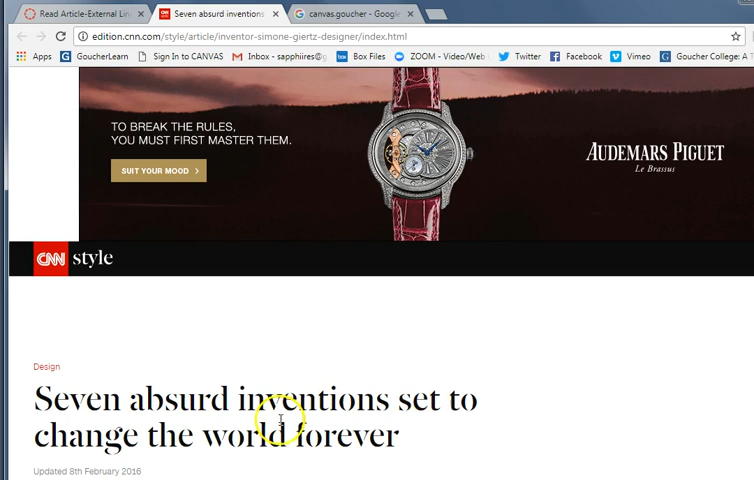 Read Article-External Lin
Seven absurd inventions
canvas.goucher - Google
edition.cnn.com/style/article/inventor-simone-giertz-designer/index.html
Apps GoucherLearn Sign In to CANVAS Inbox - sapphiires@g Box Files ZOOM - Video/Web Twitter Facebook Vimeo Goucher College: A T
TO BREAK THE RULES,
YOU MUST FIRST MASTER THEM.
SUIT YOUR MOOD >
AUDEMARS PIGUET
Le Brassus
CNN style
Design
Seven absurd inventions set to
change the world forever
Updated 8th February 2016